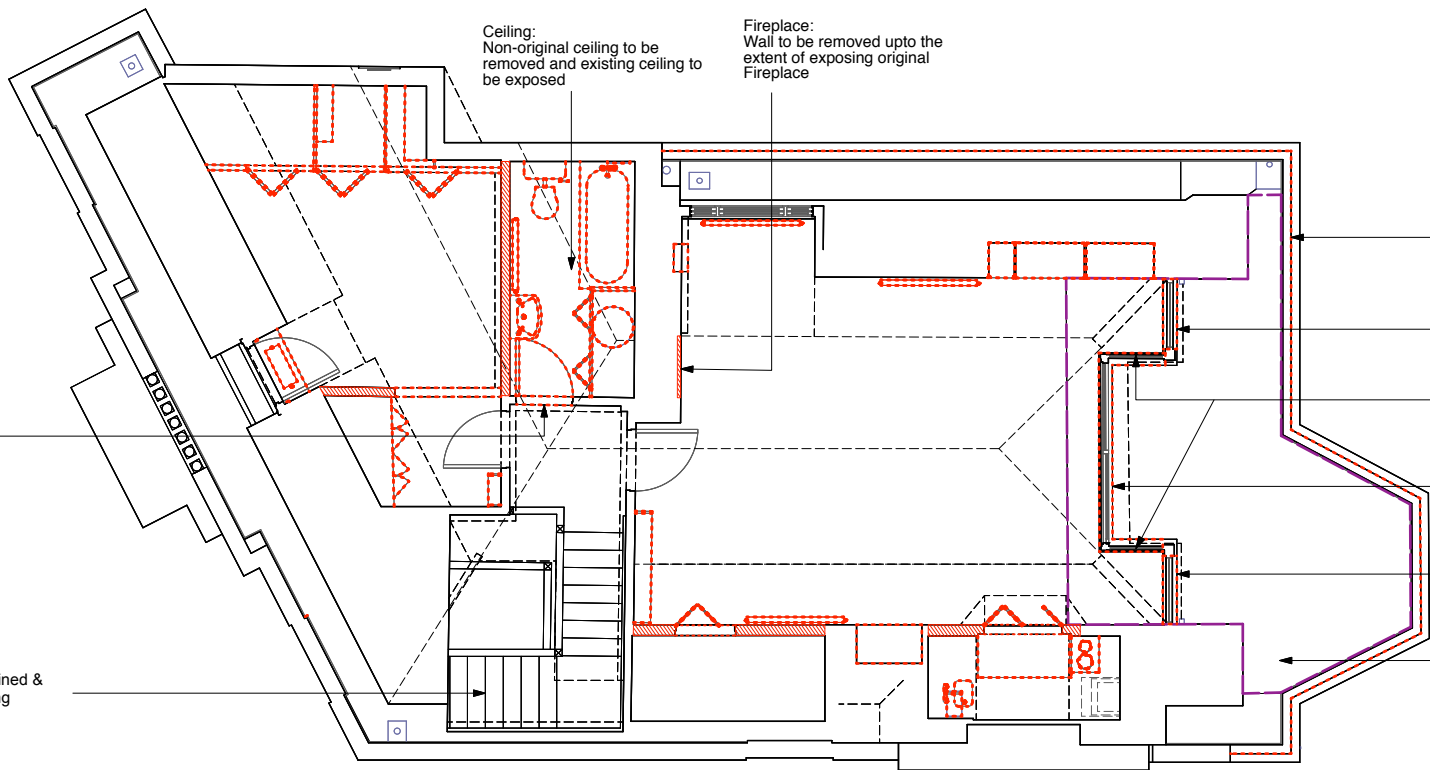 Ceiling:
Non-original ceiling to be
removed and existing ceiling to
be exposed
Fireplace:
Wall to be removed upto the
extent of exposing original
Fireplace